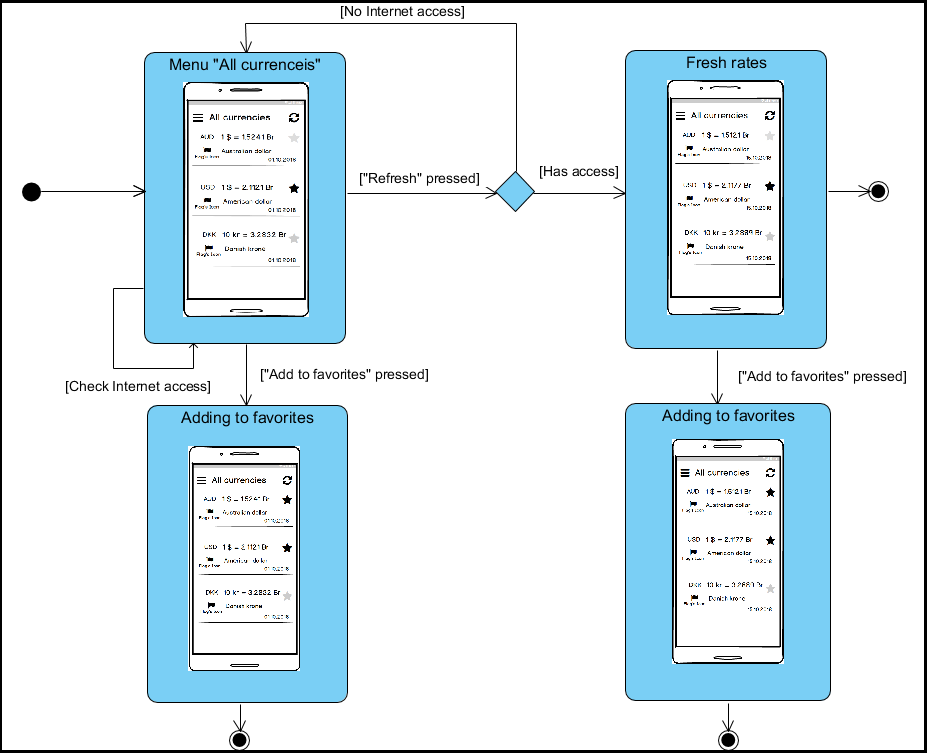 [No Internet access]
Menu "All currenceis"
All currencies
AUD 1 $ = 1.5241 Br
Australian dollar
Flag's Icon
01.10.2018
USD 1 $ = 2.1121 Br
American dollar
Flag's Icon
01.10.2018
DKK 10 kr = 3.2832 Br
Danish krone
Flag's Icon
01.10.2018
["Refresh" pressed]
[Has access]
Fresh rates
All currencies
AUD 1 $ = 1.5121 Br
Australian dollar
Flag's Icon
15.10.2018
USD 1 $ = 2.1177 Br
American dollar
Flag's Icon
15.10.2018
DKK 10 kr = 3.2889 Br
Danish krone
Flag's Icon
15.10.2018
[Check Internet access]
["Add to favorites" pressed]
["Add to favorites" pressed]
Adding to favorites
All currencies
AUD 1 $ = 1.5241 Br
Australian dollar
Flag's Icon
01.10.2018
USD 1 $ = 2.1121 Br
American dollar
Flag's Icon
01.10.2018
DKK 10 kr = 3.2832 Br
Danish krone
Flag's Icon
01.10.2018
Adding to favorites
All currencies
AUD 1 $ = 1.5121 Br
Australian dollar
Flag's Icon
15.10.2018
USD 1 $ = 2.1177 Br
American dollar
Flag's Icon
15.10.2018
DKK 10 kr = 3.2889 Br
Danish krone
Flag's Icon
15.10.2018